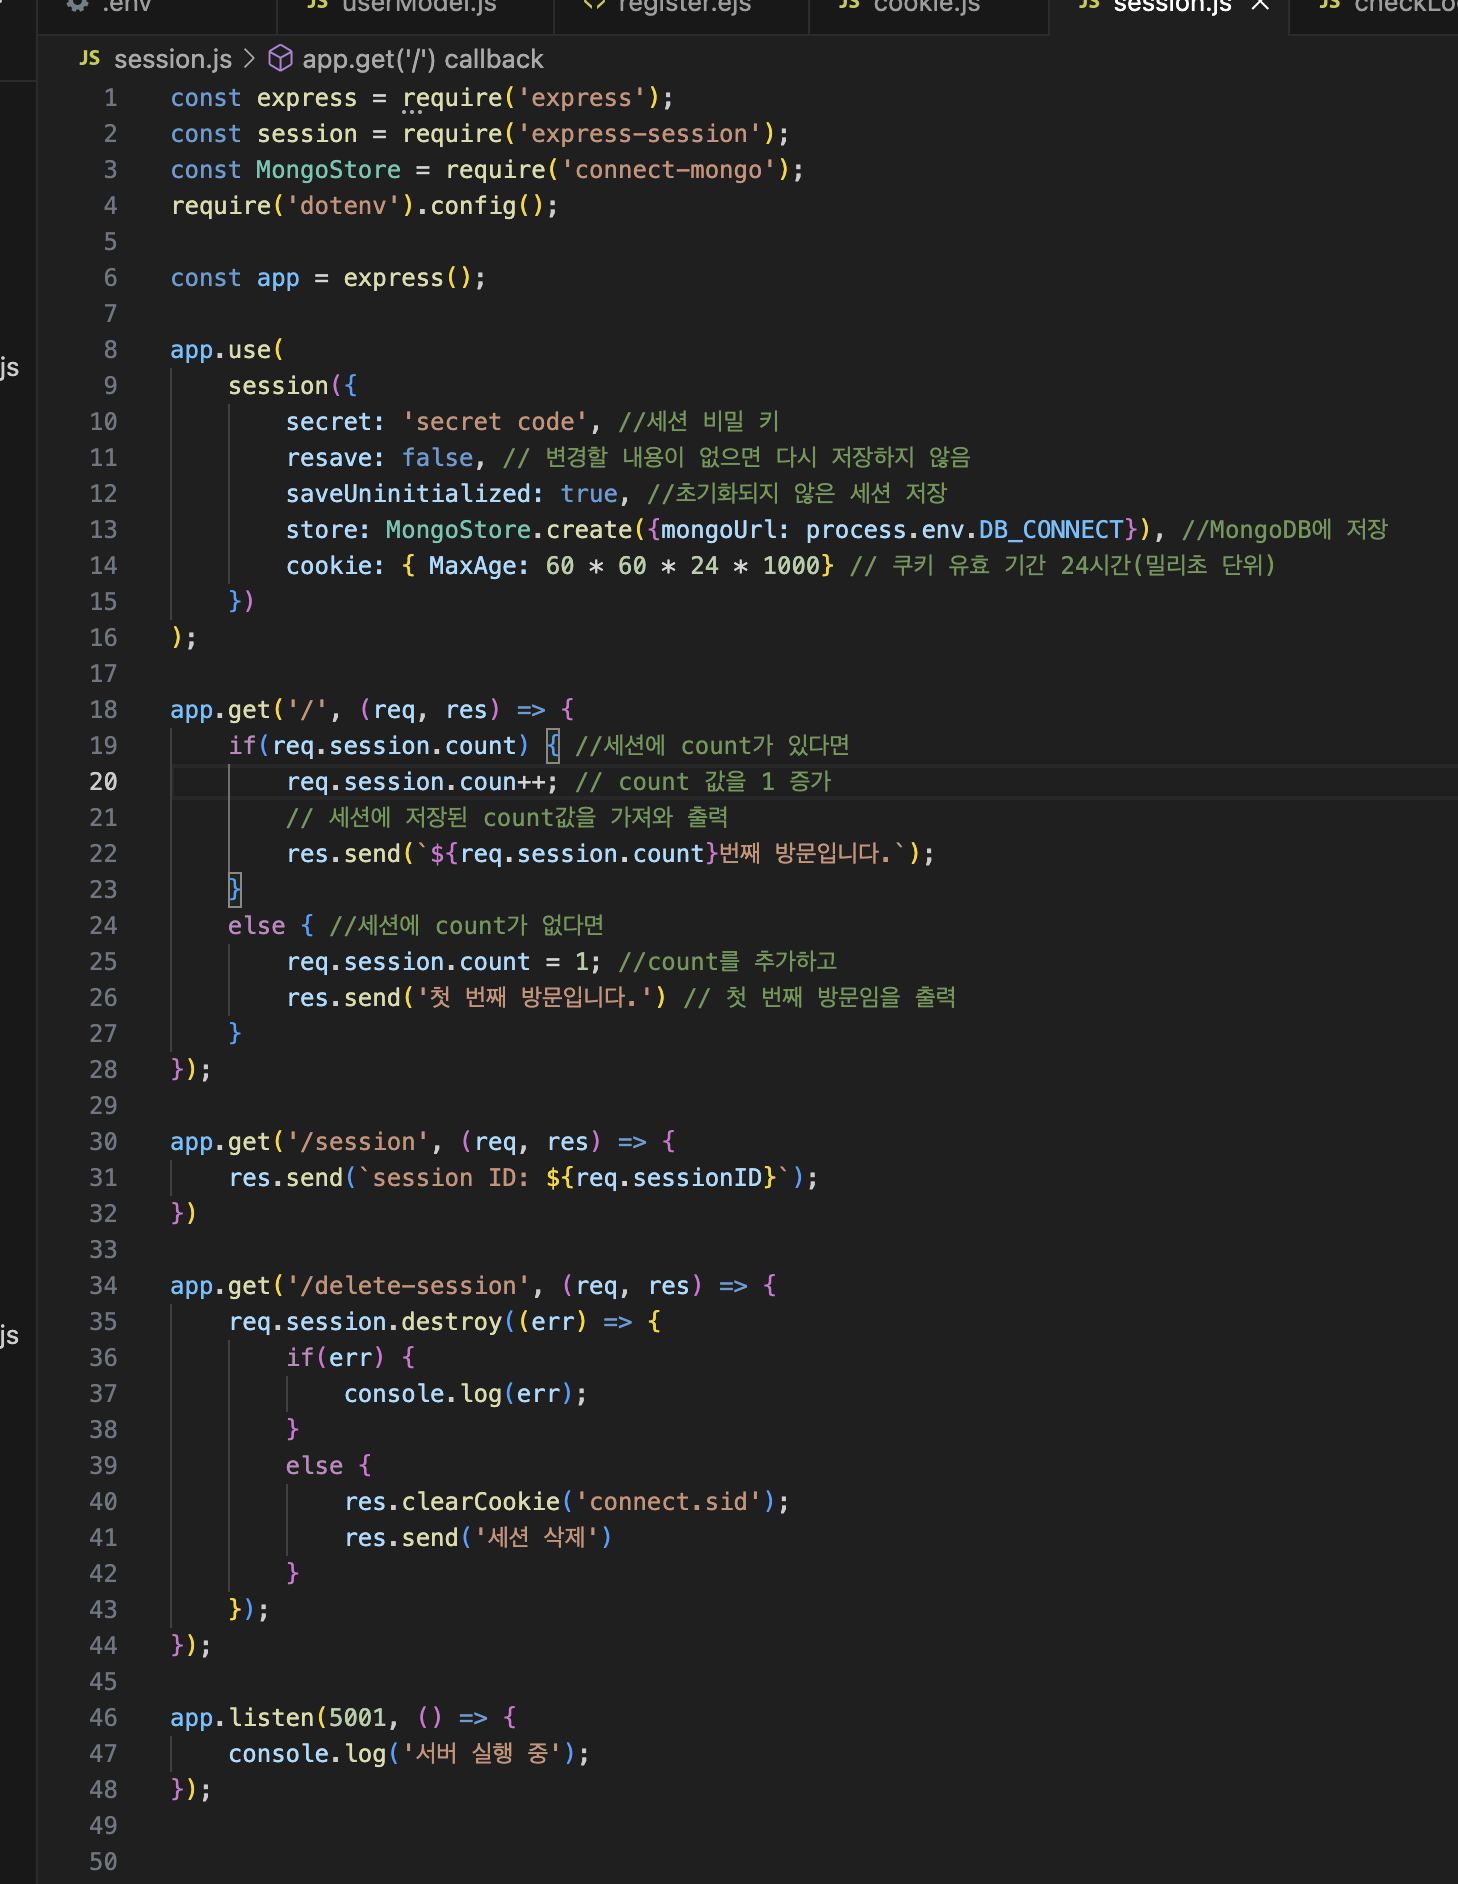 .env userModel.js register.ejs cookie.js session.js
JS session.js > app.get('/') callback
1 const express = require('express');
2 const session = require('express-session');
3 const MongoStore = require('connect-mongo');
4 require('dotenv').config();
5
6 const app = express();
7
js
8 app.use(
9 session({
10 secret: 'secret code', //세션 비밀 키
11 resave: false, // 변경할 내용이 없으면 다시 저장하지 않음
12 saveUninitialized: true, //초기화되지 않은 세션 저장
13 store: MongoStore.create({mongoUrl: process.env.DB_CONNECT}), //MongoDB에 저장
14 cookie: { MaxAge: 60 * 60 * 24 * 1000} // 쿠키 유효 기간 24시간(밀리초 단위)
15 })
16 );
17
18 app.get('/', (req, res) => {
19 if(req.session.count) { //세션에 count가 있다면
20 req.session.coun++; // count 값을 1 증가
21 // 세션에 저장된 count값을 가져와 출력
22 res.send(`${req.session.count}번째 방문입니다.`);
23 }
24 else { //세션에 count가 없다면
25 req.session.count = 1; //count를 추가하고
26 res.send('첫 번째 방문입니다.') // 첫 번째 방문임을 출력
27 }
28 });
29
30 app.get('/session', (req, res) => {
31 res.send(`session ID: ${req.sessionID}`);
32 })
33
34 app.get('/delete-session', (req, res) => {
35 req.session.destroy((err) => {
js
36 if(err) {
37 console.log(err);
38 }
39 else {
40 res.clearCookie('connect.sid');
41 res.send('세션 삭제')
42 }
43 });
44 });
45
46 app.listen(5001, () => {
47 console.log('서버 실행 중');
48 });
49
50